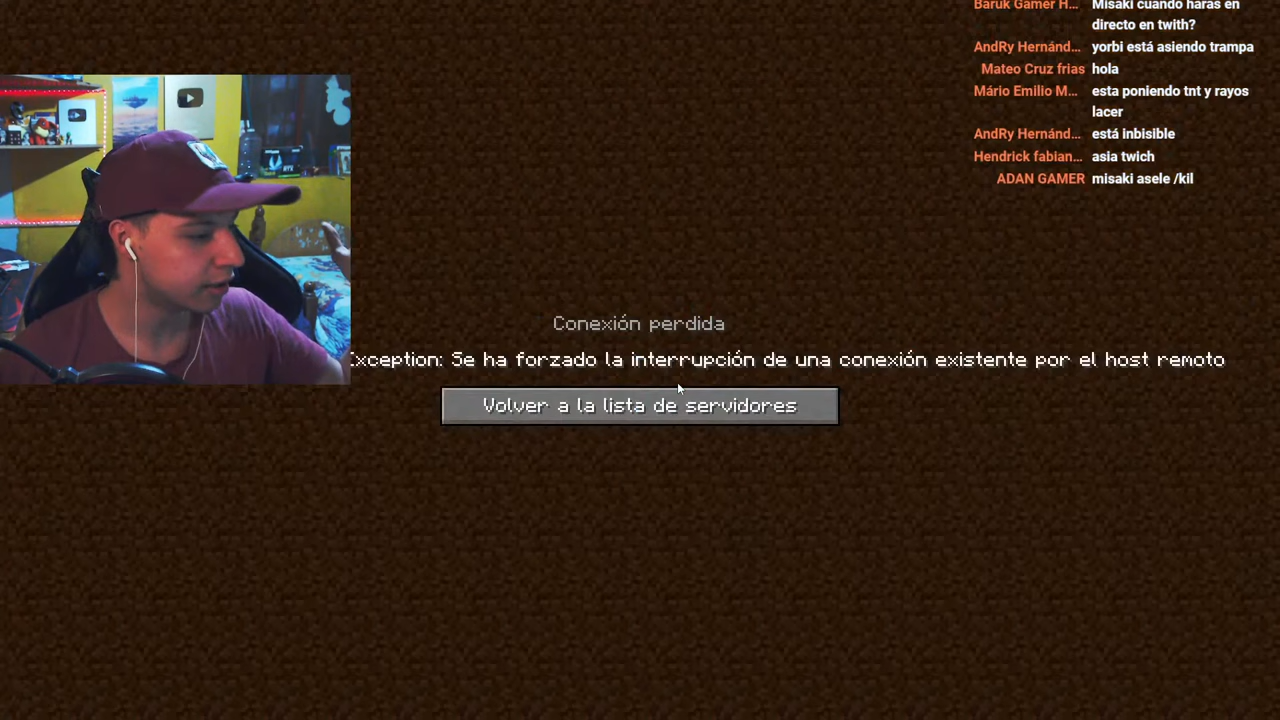 Baruk Gamer H... Misaki cuando haras en
directo en twith?
AndRy Hernánd... yorbi está asiendo trampa
Mateo Cruz frias hola
Mário Emilio M... esta poniendo tnt y rayos
lacer
AndRy Hernánd... está inbisible
Hendrick fabian... asia twich
ADAN GAMER misaki asele /kil
Conexión perdida
Exception: Se ha forzado la interrupción de una conexión existente por el host remoto
Volver a la lista de servidores